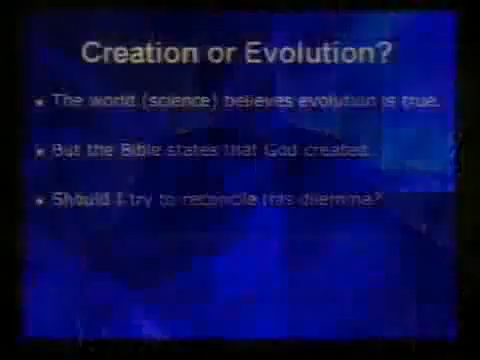 Creation or Evolution?
The world (science) believes evolution is true.
But the Bible states that God created.
Should I try to reconcile this dilemma?